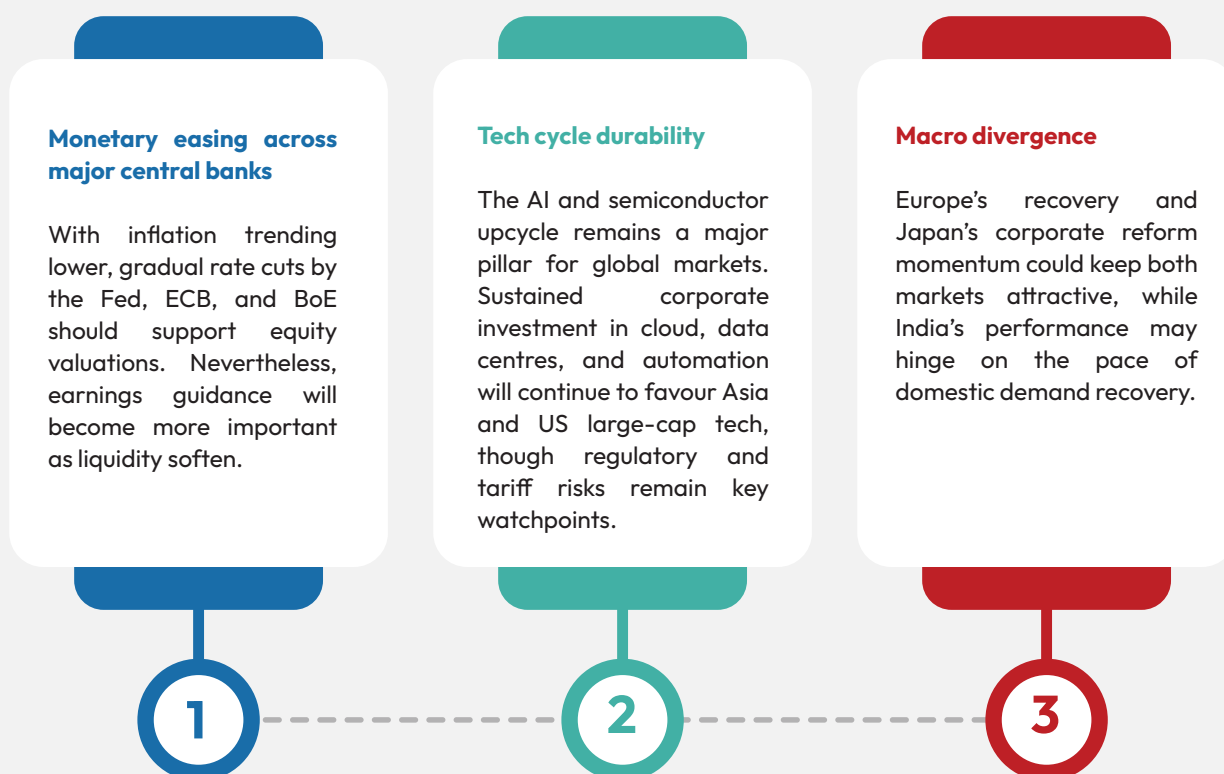 Monetary easing across
major central banks
With inflation trending
lower, gradual rate cuts by
the Fed, ECB, and BoE
should support equity
valuations. Nevertheless,
earnings guidance will
become more important
as liquidity soften.
1
Tech cycle durability
The AI and semiconductor
upcycle remains a major
pillar for global markets.
Sustained corporate
investment in cloud, data
centres, and automation
will continue to favour Asia
and US large-cap tech,
though regulatory and
tariff risks remain key
watchpoints.
2
Macro divergence
Europe’s recovery and
Japan’s corporate reform
momentum could keep both
markets attractive, while
India’s performance may
hinge on the pace of
domestic demand recovery.
3